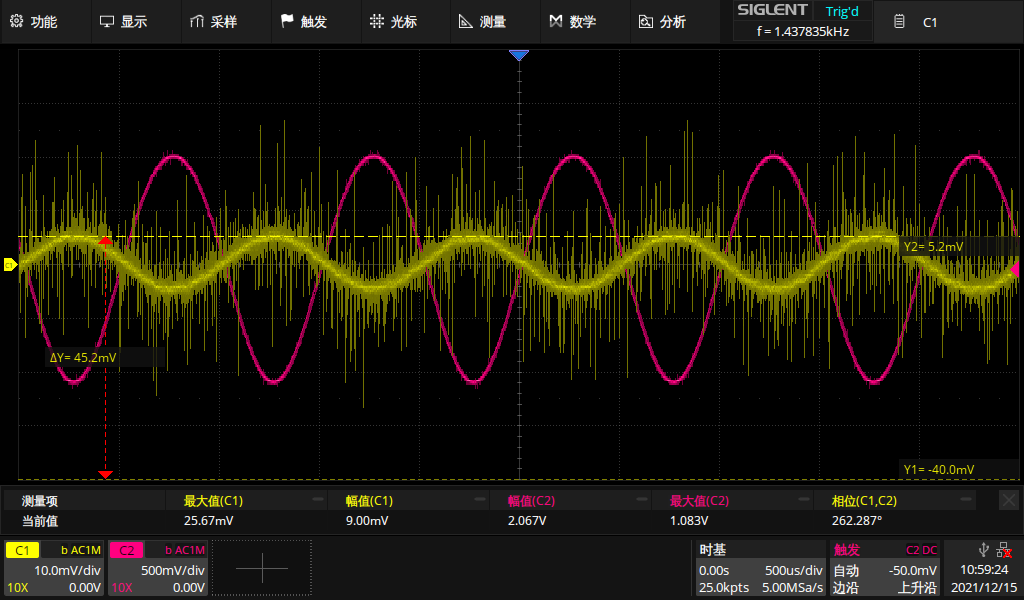 功能 显示 采样 触发 光标 测量 数学 分析 SIGLENT Trig'd C1
f = 1.437835kHz
C1
Y2= 5.2mV
ΔY= 45.2mV
Y1= -40.0mV
测量项 最大值(C1) 幅值(C1) 幅值(C2) 最大值(C2) 相位(C1,C2)
当前值 25.67mV 9.00mV 2.067V 1.083V 262.287°
C1 b AC1M C2 b AC1M 时基 触发 C2 DC
10.0mV/div 500mV/div 0.00s 500us/div 自动 -50.0mV 10:59:24
10X 0.00V 10X 0.00V 25.0kpts 5.00MSa/s 边沿 上升沿 2021/12/15